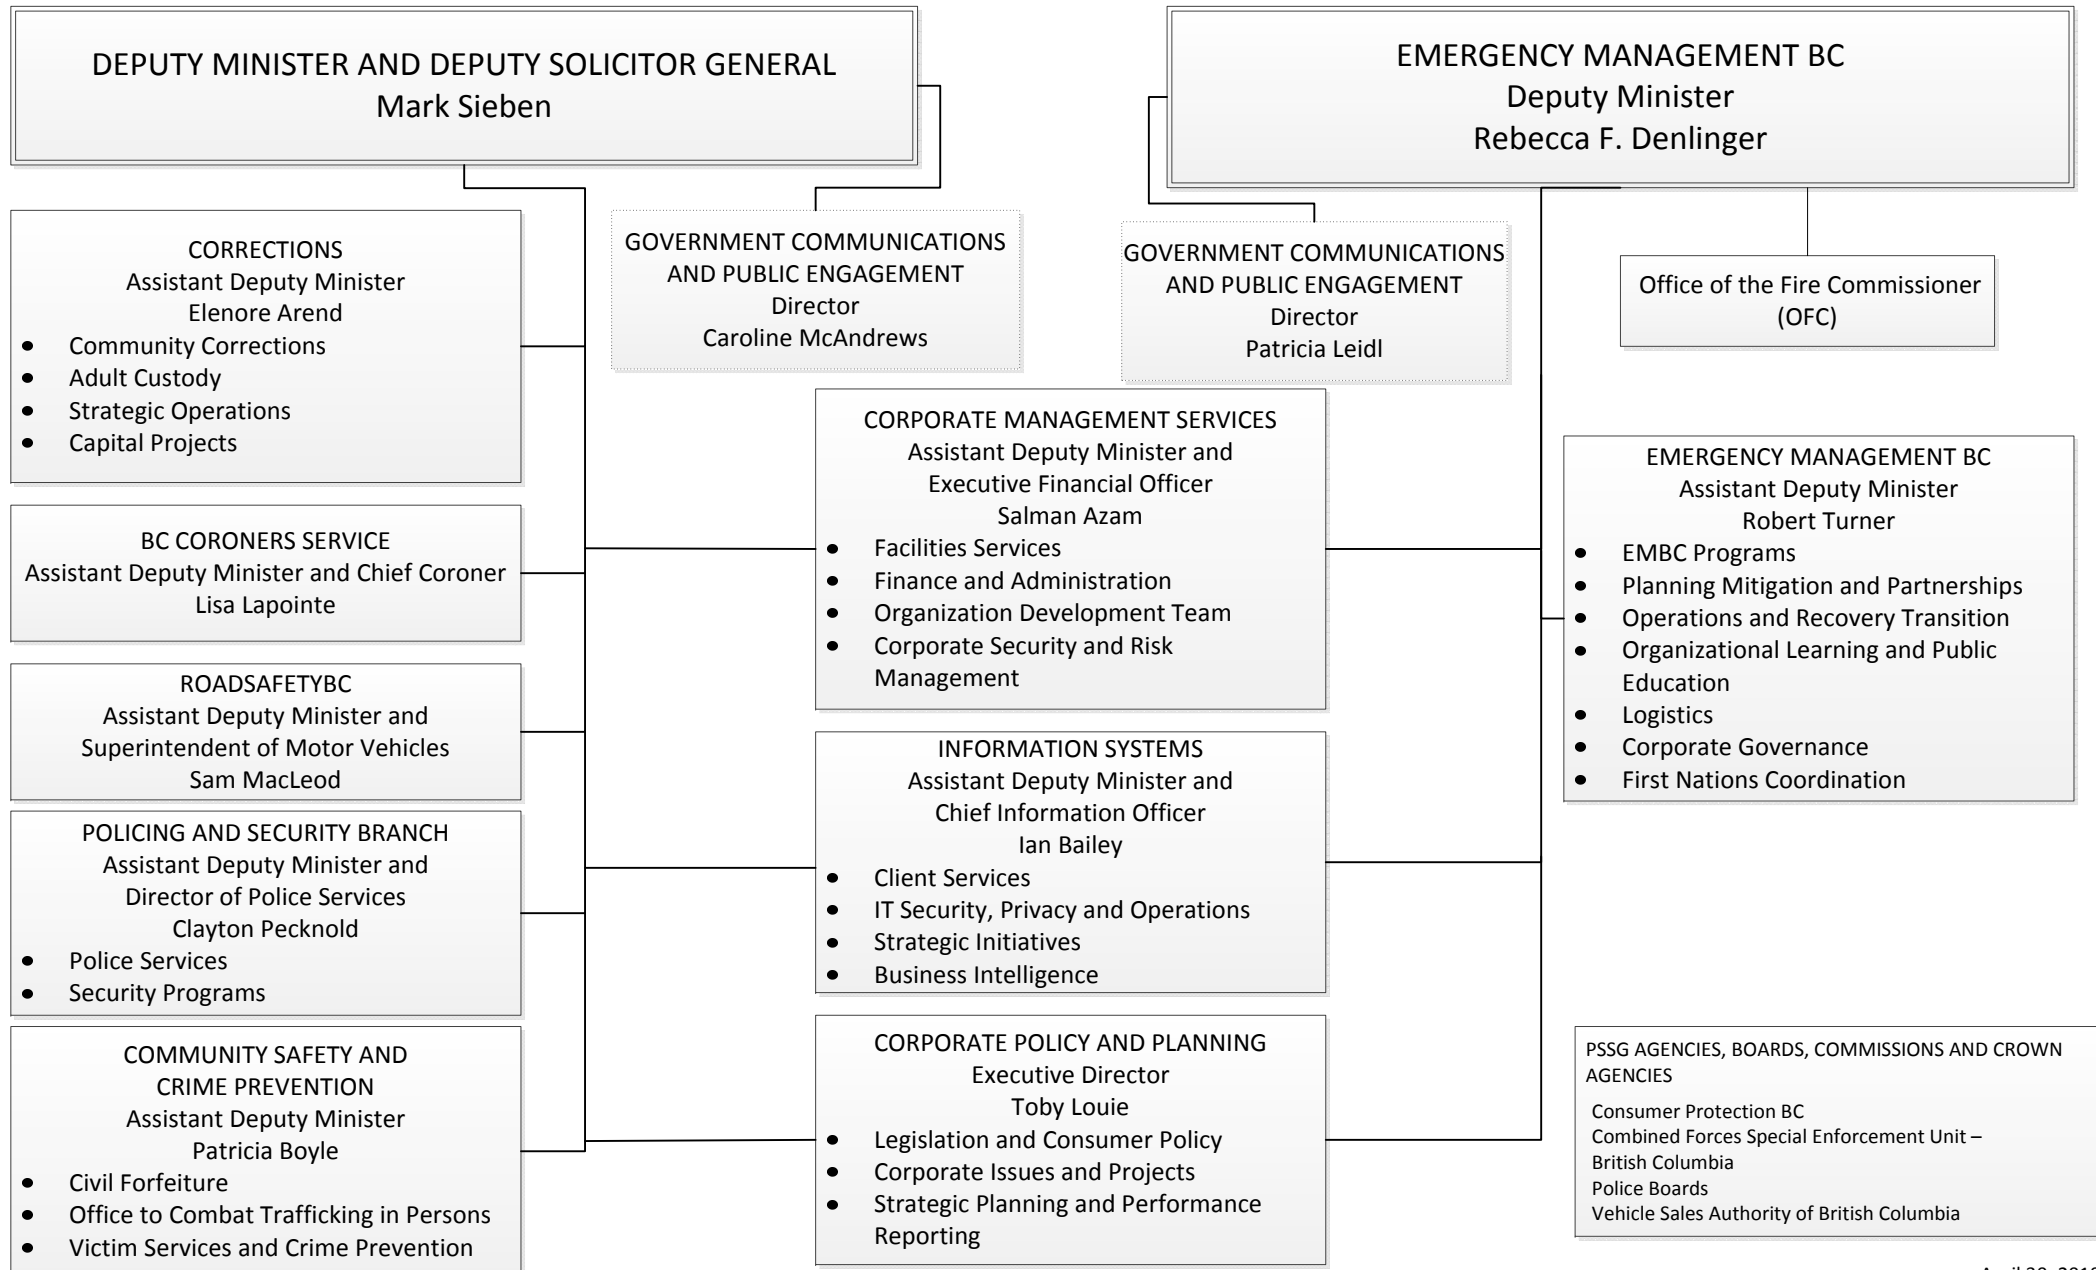 DEPUTY MINISTER AND DEPUTY SOLICITOR GENERAL
Mark Sieben
EMERGENCY MANAGEMENT BC
Deputy Minister
Rebecca F. Denlinger
CORRECTIONS
Assistant Deputy Minister
Elenore Arend
• Community Corrections
• Adult Custody
• Strategic Operations
• Capital Projects
GOVERNMENT COMMUNICATIONS
AND PUBLIC ENGAGEMENT
Director
Caroline McAndrews
GOVERNMENT COMMUNICATIONS
AND PUBLIC ENGAGEMENT
Director
Patricia Leidl
Office of the Fire Commissioner
(OFC)
BC CORONERS SERVICE
Assistant Deputy Minister and Chief Coroner
Lisa Lapointe
ROADSAFETYBC
Assistant Deputy Minister and
Superintendent of Motor Vehicles
Sam MacLeod
POLICING AND SECURITY BRANCH
Assistant Deputy Minister and
Director of Police Services
Clayton Pecknold
• Police Services
• Security Programs
COMMUNITY SAFETY AND
CRIME PREVENTION
Assistant Deputy Minister
Patricia Boyle
• Civil Forfeiture
• Office to Combat Trafficking in Persons
• Victim Services and Crime Prevention
CORPORATE MANAGEMENT SERVICES
Assistant Deputy Minister and
Executive Financial Officer
Salman Azam
• Facilities Services
• Finance and Administration
• Organization Development Team
• Corporate Security and Risk
Management
INFORMATION SYSTEMS
Assistant Deputy Minister and
Chief Information Officer
Ian Bailey
• Client Services
• IT Security, Privacy and Operations
• Strategic Initiatives
• Business Intelligence
CORPORATE POLICY AND PLANNING
Executive Director
Toby Louie
• Legislation and Consumer Policy
• Corporate Issues and Projects
• Strategic Planning and Performance
Reporting
EMERGENCY MANAGEMENT BC
Assistant Deputy Minister
Robert Turner
• EMBC Programs
• Planning Mitigation and Partnerships
• Operations and Recovery Transition
• Organizational Learning and Public
Education
• Logistics
• Corporate Governance
• First Nations Coordination
PSSG AGENCIES, BOARDS, COMMISSIONS AND CROWN
AGENCIES
Consumer Protection BC
Combined Forces Special Enforcement Unit –
British Columbia
Police Boards
Vehicle Sales Authority of British Columbia